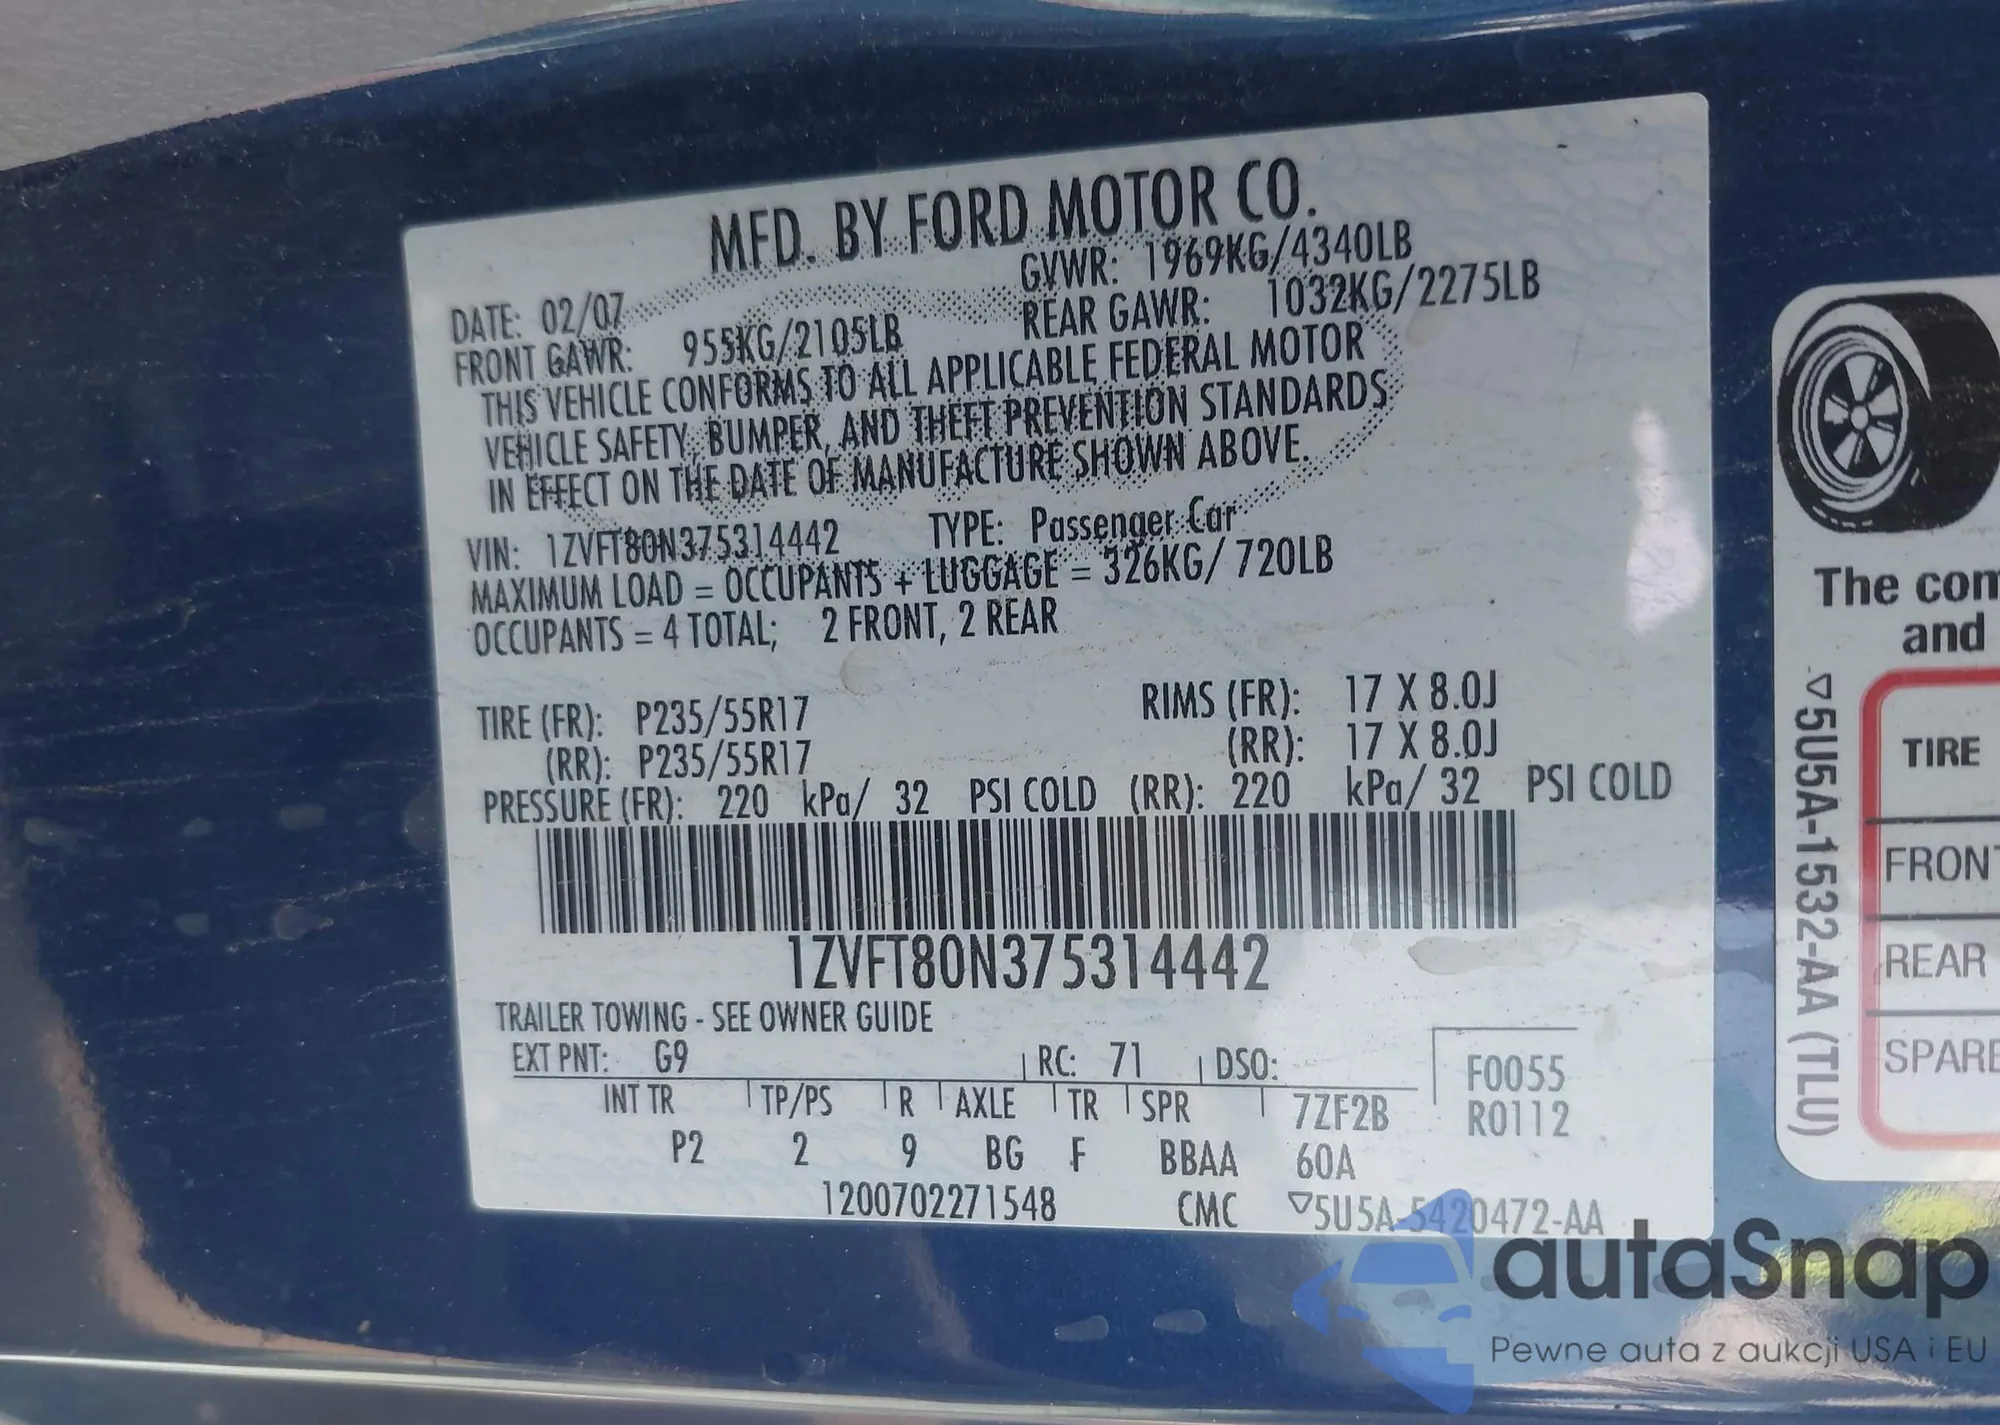 MFD. BY FORD MOTOR CO.
DATE: 02/07 GVWR: 1969KG/4340LB
FRONT GAWR: 955KG/2105LB REAR GAWR: 1032KG/2275LB
THIS VEHICLE CONFORMS TO ALL APPLICABLE FEDERAL MOTOR
VEHICLE SAFETY, BUMPER, AND THEFT PREVENTION STANDARDS
IN EFFECT ON THE DATE OF MANUFACTURE SHOWN ABOVE.
VIN: 1ZVFT80N375314442 TYPE: Passenger Car
MAXIMUM LOAD = OCCUPANTS + LUGGAGE = 326KG/ 720LB
OCCUPANTS = 4 TOTAL; 2 FRONT, 2 REAR
TIRE (FR): P235/55R17 RIMS (FR): 17 X 8.0J
(RR): P235/55R17 (RR): 17 X 8.0J
PRESSURE (FR): 220 kPa/ 32 PSI COLD (RR): 220 kPa/ 32 PSI COLD
1ZVFT80N375314442
TRAILER TOWING - SEE OWNER GUIDE
EXT PNT: G9 RC: 71 DSO: F0055
INT TR TP/PS R AXLE TR SPR 7ZF2B R0112
P2 2 9 BG F BBAA 60A
1200702271548 CMC ▽5U5A-5420472-AA
The com
and
▽5U5A-1532-AA (TLU)
TIRE
FRONT
REAR
SPARE
autaSnap
Pewne auta z aukcji USA i EU